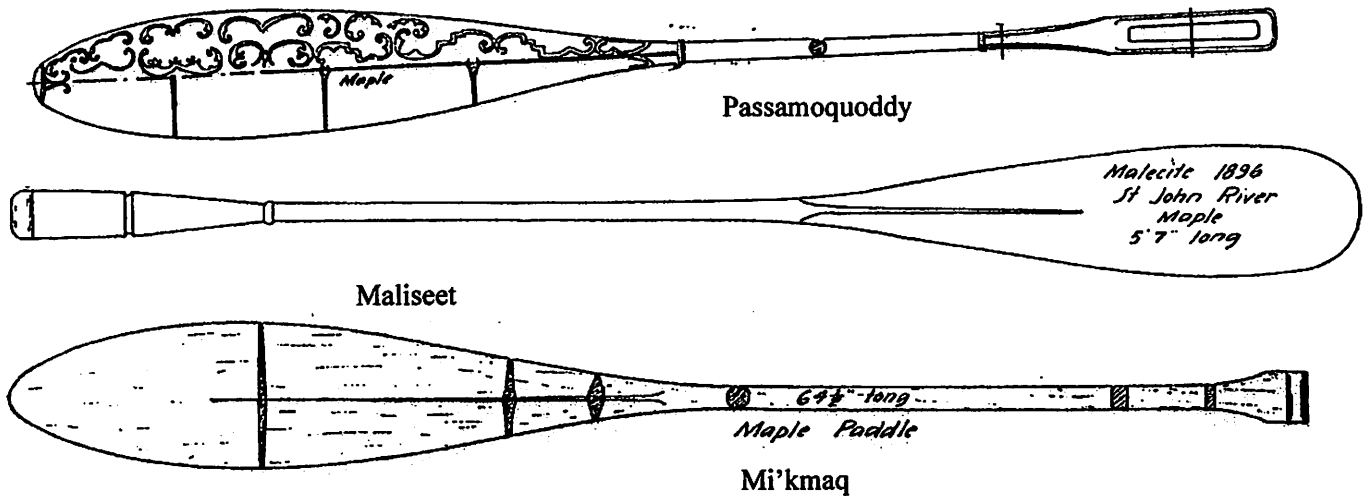 Maple
Passamoquoddy
Malecite 1896
St John River
Maple
5'7" long
Maliseet
64½" long
Maple Paddle
Mi'kmaq